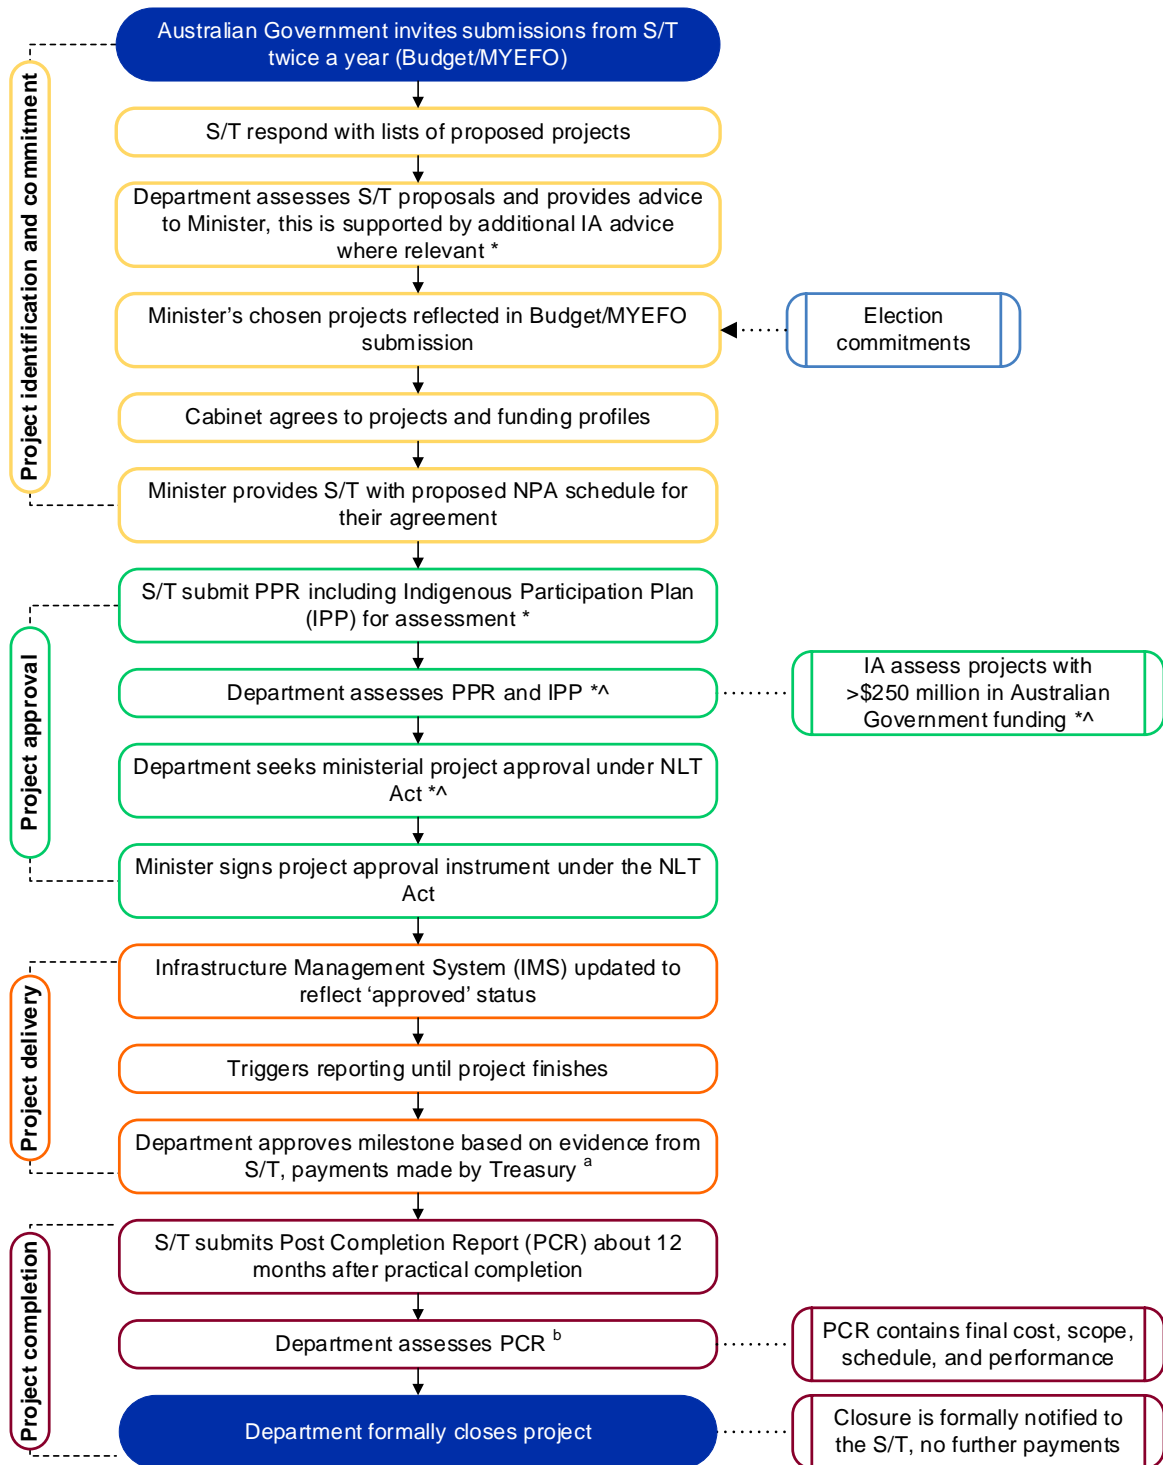 Australian Government invites submissions from S/T
twice a year (Budget/MYEFO)
Project identification and commitment
S/T respond with lists of proposed projects
Department assesses S/T proposals and provides advice
to Minister, this is supported by additional IA advice
where relevant *
Minister’s chosen projects reflected in Budget/MYEFO
submission
Election
commitments
Cabinet agrees to projects and funding profiles
Minister provides S/T with proposed NPA schedule for
their agreement
Project approval
S/T submit PPR including Indigenous Participation Plan
(IPP) for assessment *
Department assesses PPR and IPP *^
IA assess projects with
>$250 million in Australian
Government funding *^
Department seeks ministerial project approval under NLT
Act *^
Minister signs project approval instrument under the NLT
Act
Project delivery
Infrastructure Management System (IMS) updated to
reflect ‘approved’ status
Triggers reporting until project finishes
Department approves milestone based on evidence from
S/T, payments made by Treasury a
Project completion
S/T submits Post Completion Report (PCR) about 12
months after practical completion
Department assesses PCR b
PCR contains final cost, scope,
schedule, and performance
Department formally closes project
Closure is formally notified to
the S/T, no further payments